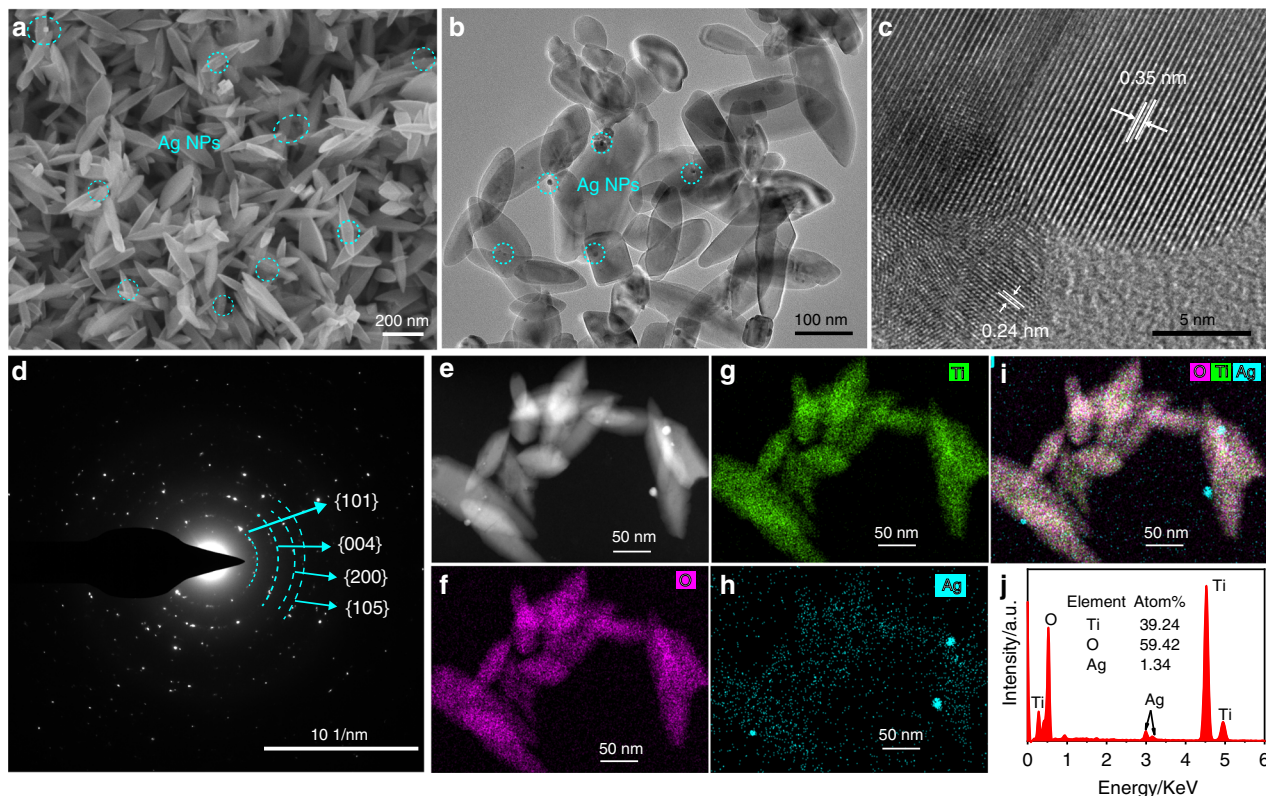 a
Ag NPs
200 nm
b
Ag NPs
100 nm
c
0.35 nm
0.24 nm
5 nm
d
{101}
{004}
{200}
{105}
10 1/nm
e
50 nm
g
Ti
50 nm
i
O Ti Ag
50 nm
f
O
50 nm
h
Ag
50 nm
j
Element Atom%
Ti 39.24
O 59.42
Ag 1.34
Ti
O
Ag
Ti
Ti
Intensity/a.u.
0 1 2 3 4 5 6
Energy/KeV